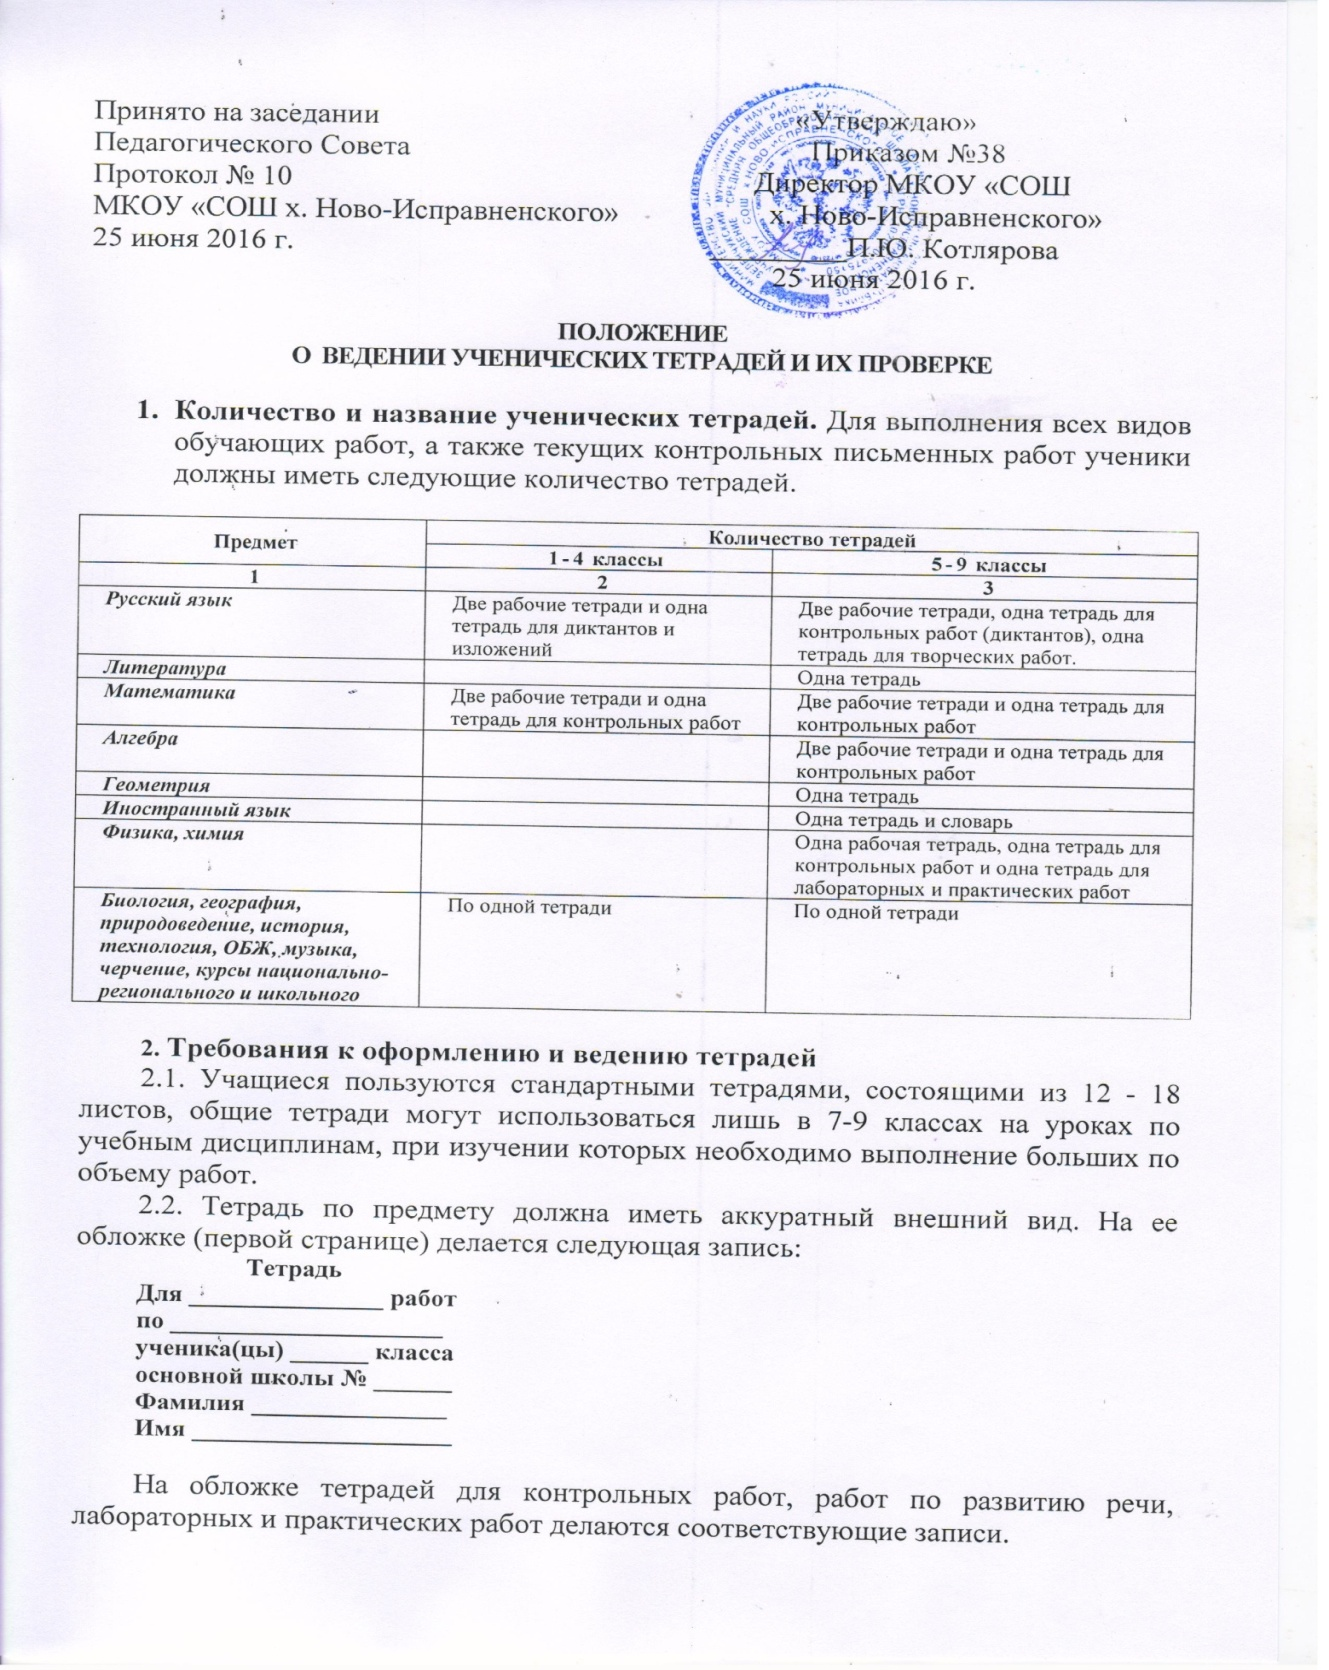 Принято на заседании
Педагогического Совета
Протокол № 10
МКОУ «СОШ х. Ново-Исправненского»
25 июня 2016 г.
«Утверждаю»
Приказом №38
Директор МКОУ «СОШ
х. Ново-Исправненского»
_________П.Ю. Котлярова
25 июня 2016 г.
ПОЛОЖЕНИЕ
О ВЕДЕНИИ УЧЕНИЧЕСКИХ ТЕТРАДЕЙ И ИХ ПРОВЕРКЕ
1. Количество и название ученических тетрадей. Для выполнения всех видов
обучающих работ, а также текущих контрольных письменных работ ученики
должны иметь следующие количество тетрадей.
Предмет
Количество тетрадей
1 - 4 классы
5 - 9 классы
1
2
3
Русский язык
Две рабочие тетради и одна
тетрадь для диктантов и
изложений
Две рабочие тетради, одна тетрадь для
контрольных работ (диктантов), одна
тетрадь для творческих работ.
Литература
Одна тетрадь
Математика
Две рабочие тетради и одна
тетрадь для контрольных работ
Две рабочие тетради и одна тетрадь для
контрольных работ
Алгебра
Две рабочие тетради и одна тетрадь для
контрольных работ
Геометрия
Одна тетрадь
Иностранный язык
Одна тетрадь и словарь
Физика, химия
Одна рабочая тетрадь, одна тетрадь для
контрольных работ и одна тетрадь для
лабораторных и практических работ
Биология, география,
природоведение, история,
технология, ОБЖ, музыка,
черчение, курсы национально-
регионального и школьного
По одной тетради
По одной тетради
2. Требования к оформлению и ведению тетрадей
2.1. Учащиеся пользуются стандартными тетрадями, состоящими из 12 - 18
листов, общие тетради могут использоваться лишь в 7-9 классах на уроках по
учебным дисциплинам, при изучении которых необходимо выполнение больших по
объему работ.
2.2. Тетрадь по предмету должна иметь аккуратный внешний вид. На ее
обложке (первой странице) делается следующая запись:
Тетрадь
Для _______________ работ
по _____________________
ученика(цы) ______ класса
основной школы № ______
Фамилия _______________
Имя ____________________
На обложке тетрадей для контрольных работ, работ по развитию речи,
лабораторных и практических работ делаются соответствующие записи.